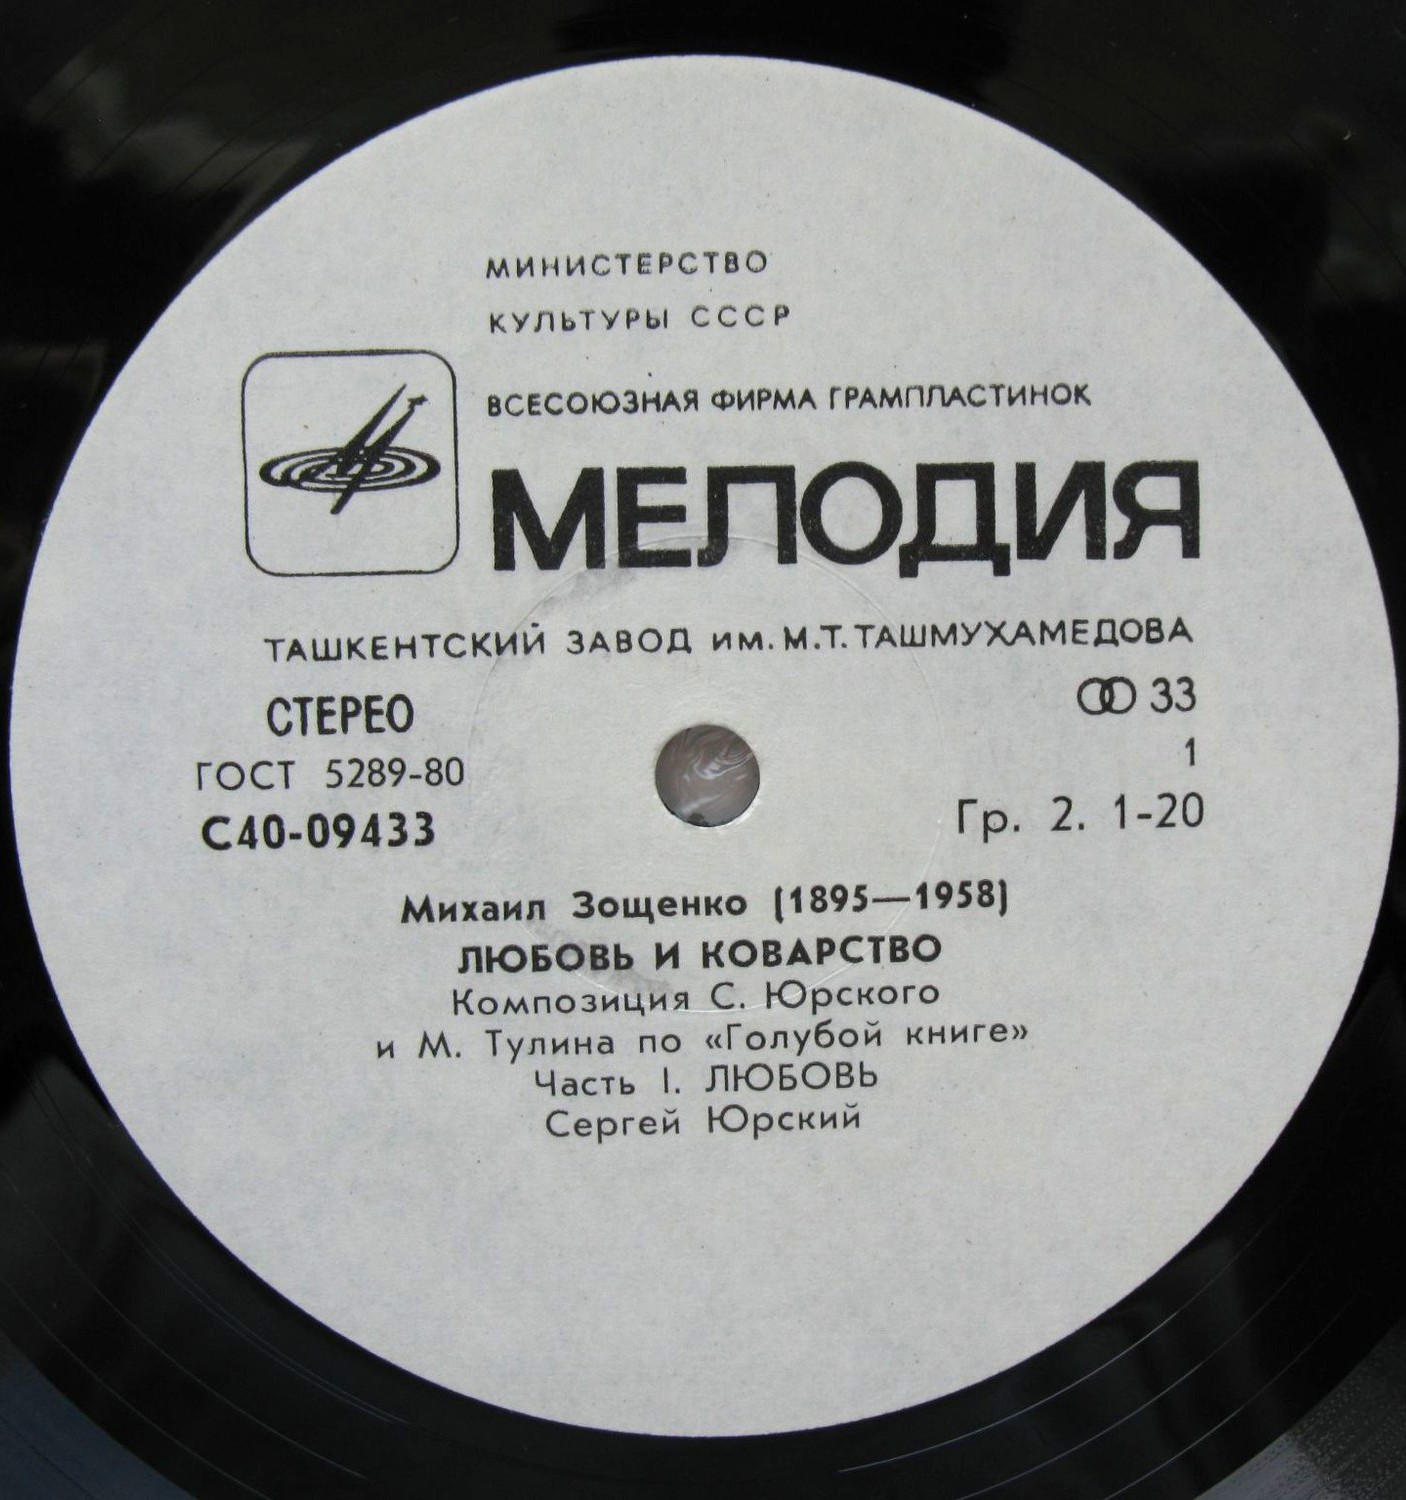 МИНИСТЕРСТВО
КУЛЬТУРЫ СССР
ВСЕСОЮЗНАЯ ФИРМА ГРАМПЛАСТИНОК
МЕЛОДИЯ
ТАШКЕНТСКИЙ ЗАВОД им. М.Т. ТАШМУХАМЕДОВА
СТЕРЕО
33
ГОСТ 5289-80
1
С40-09433
Гр. 2. 1-20
Михаил Зощенко (1895—1958)
ЛЮБОВЬ И КОВАРСТВО
Композиция С. Юрского
и М. Тулина по «Голубой книге»
Часть I. ЛЮБОВЬ
Сергей Юрский